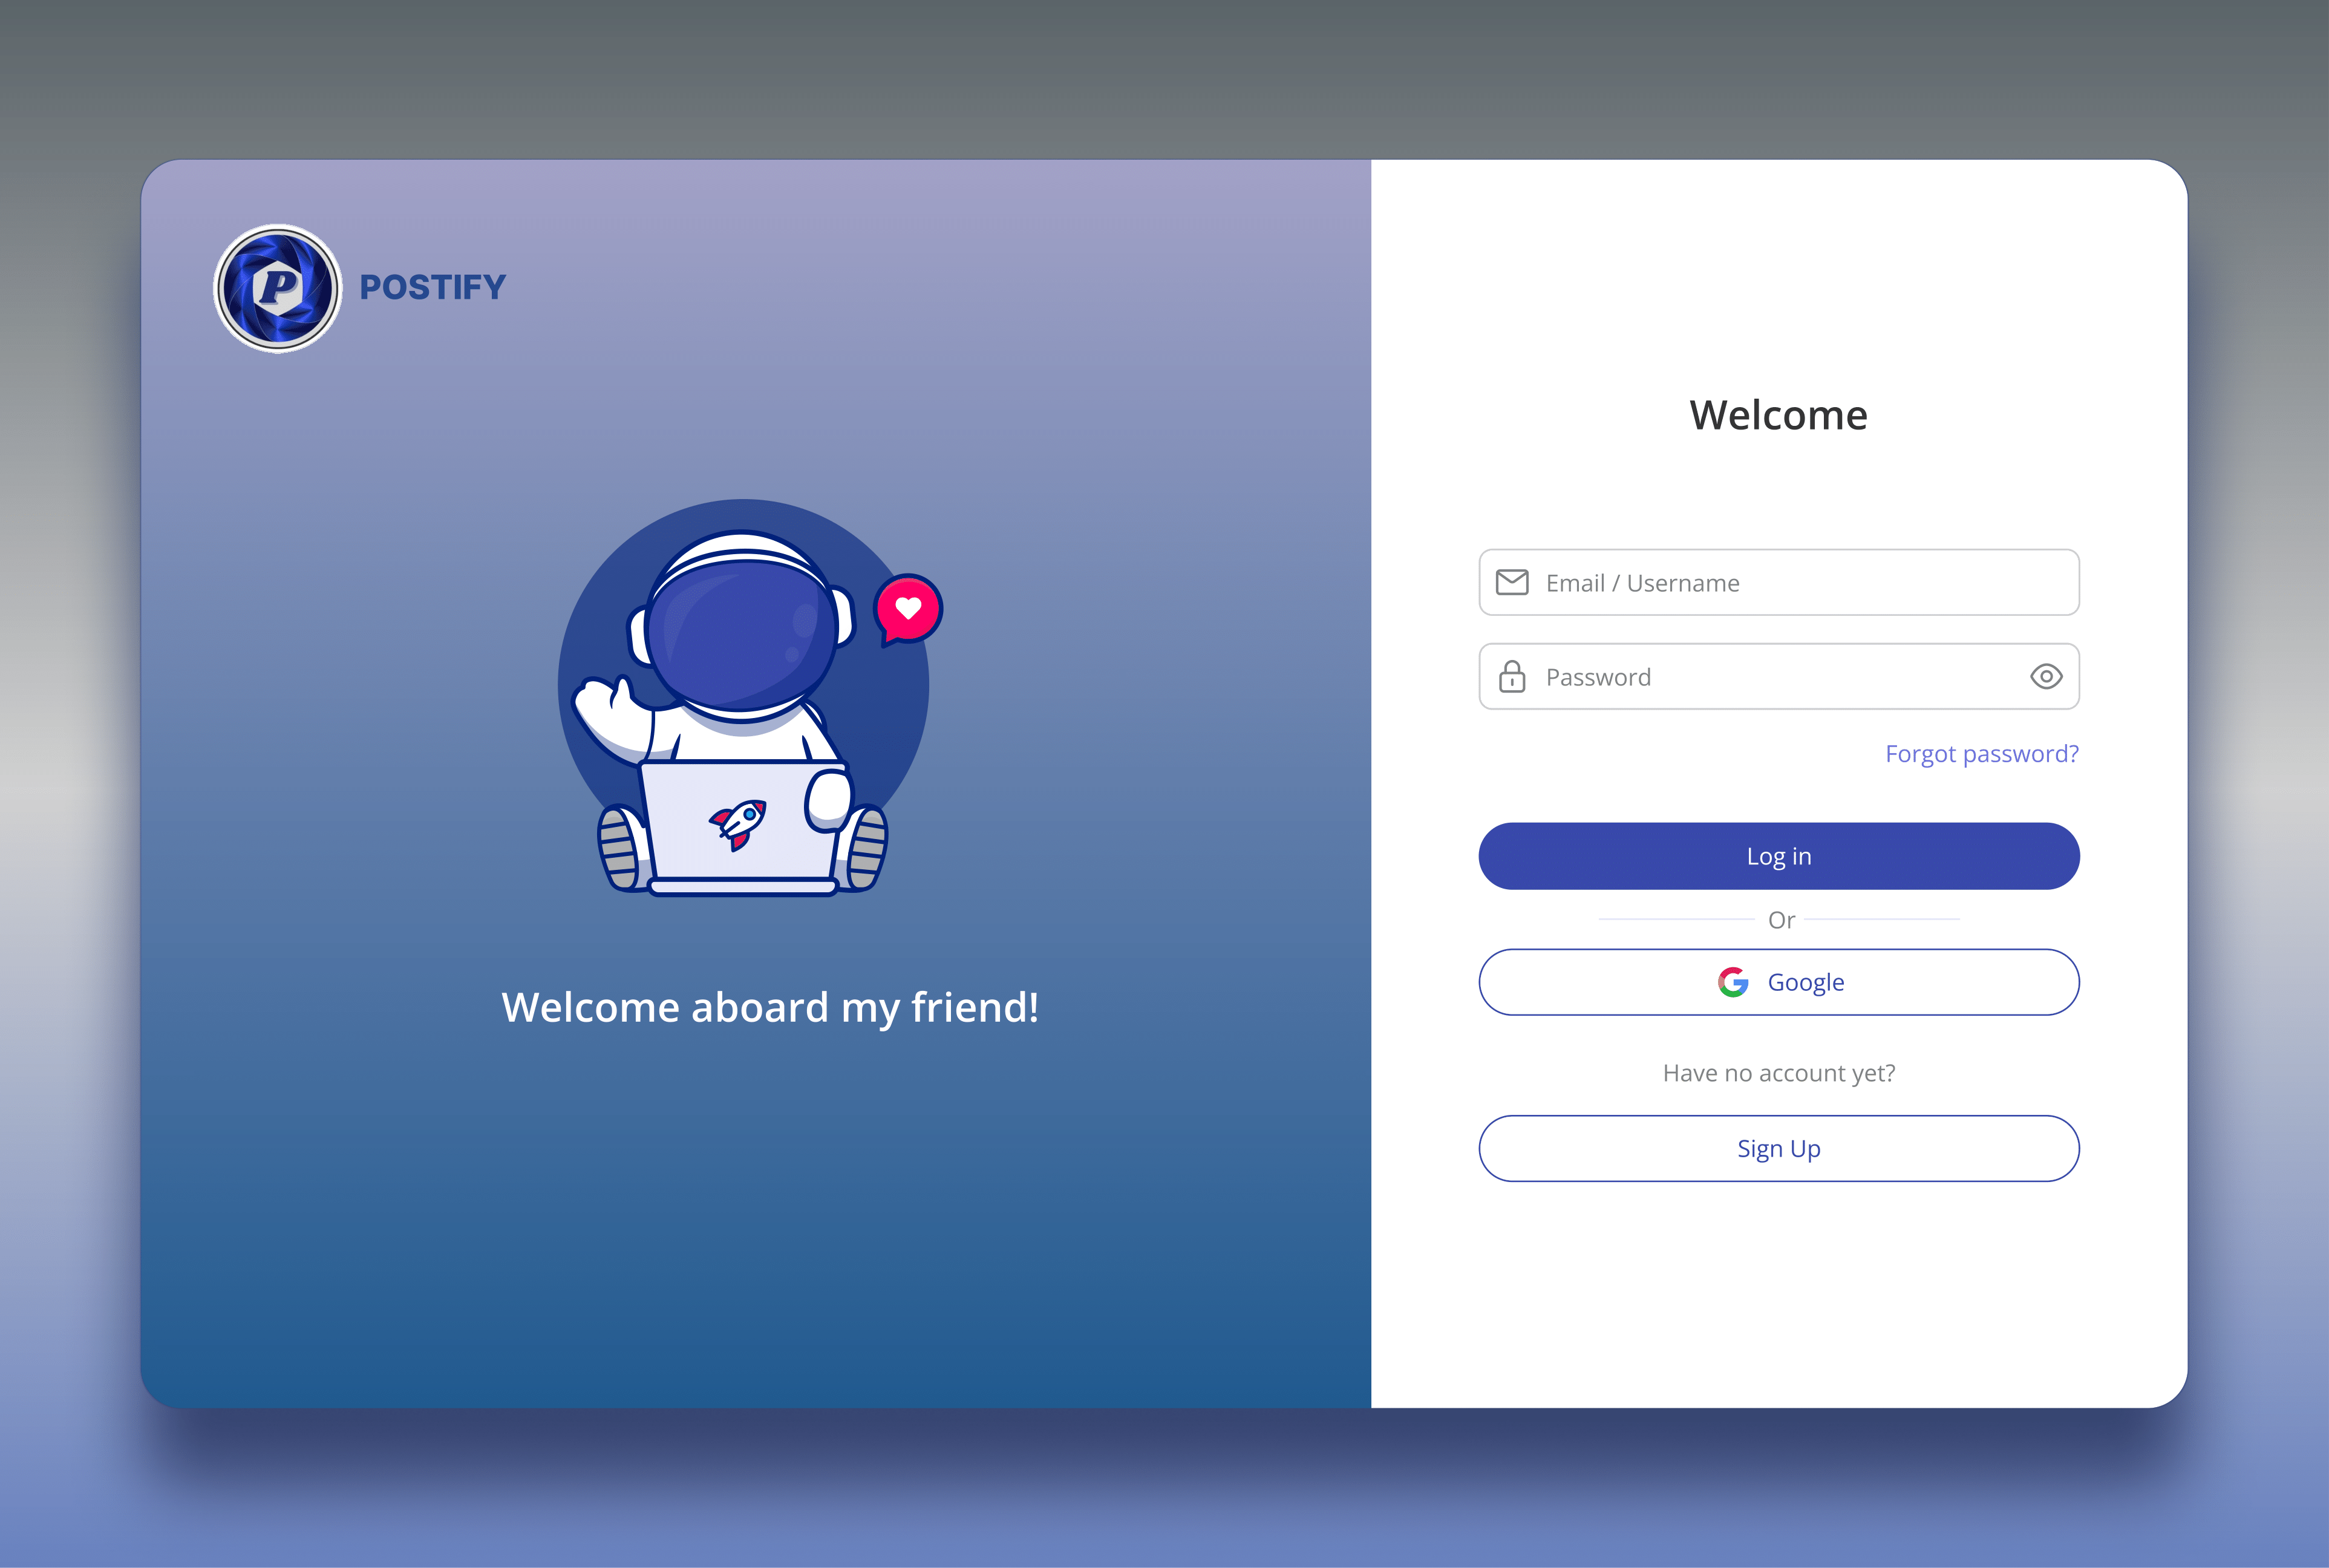 P
POSTIFY
Welcome aboard my friend!
Welcome
Email / Username
Password
Forgot password?
Log in
Or
Google
Have no account yet?
Sign Up